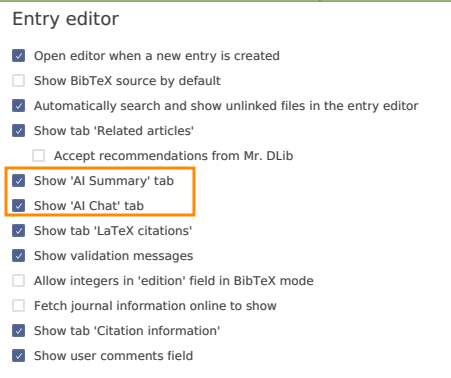 Entry editor
Open editor when a new entry is created
Show BibTeX source by default
Automatically search and show unlinked files in the entry editor
Show tab 'Related articles'
Accept recommendations from Mr. DLib
Show 'AI Summary' tab
Show 'AI Chat' tab
Show tab 'LaTeX citations'
Show validation messages
Allow integers in 'edition' field in BibTeX mode
Fetch journal information online to show
Show tab 'Citation information'
Show user comments field